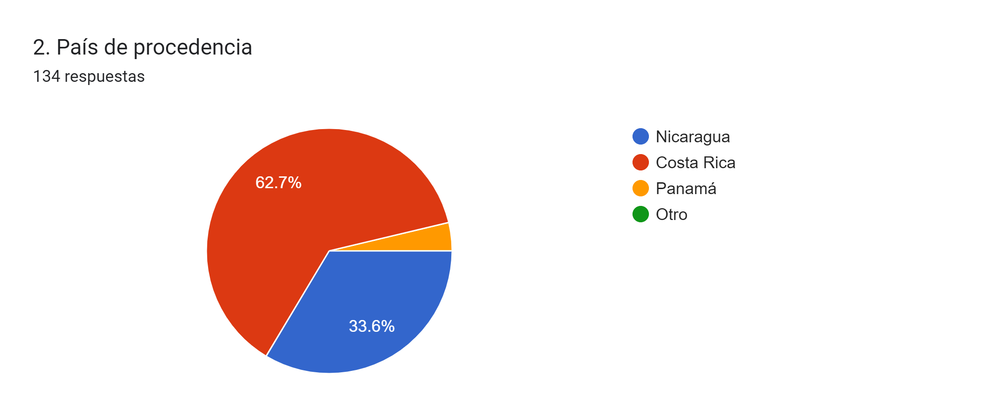 2. País de procedencia
134 respuestas
62.7%
33.6%
Nicaragua
Costa Rica
Panamá
Otro